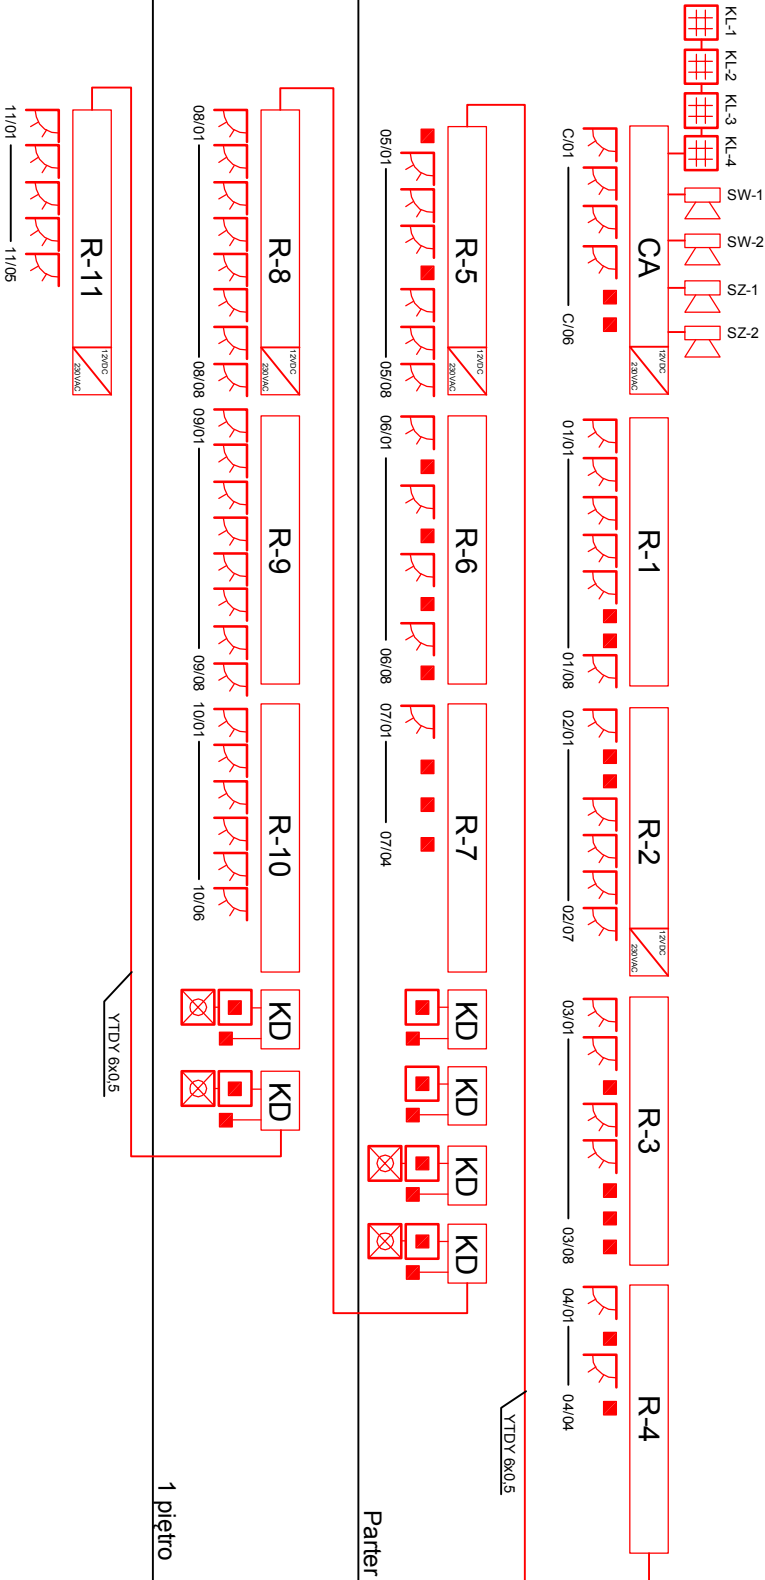 KL-1
KL-2
KL-3
KL-4
SW-1
SW-2
SZ-1
SZ-2
CA
12VDC
230VAC
C/01
C/06
R-1
01/01
01/08
R-2
12VDC
230VAC
02/01
02/07
R-3
03/01
03/08
R-4
04/01
04/04
YTDY 6x0,5
R-5
12VDC
230VAC
05/01
05/08
R-6
06/01
06/08
R-7
07/01
07/04
KD
KD
KD
KD
Parter
R-8
12VDC
230VAC
08/01
08/08
R-9
09/01
09/08
R-10
10/01
10/06
KD
KD
1 piętro
YTDY 6x0,5
R-11
12VDC
230VAC
11/01
11/05